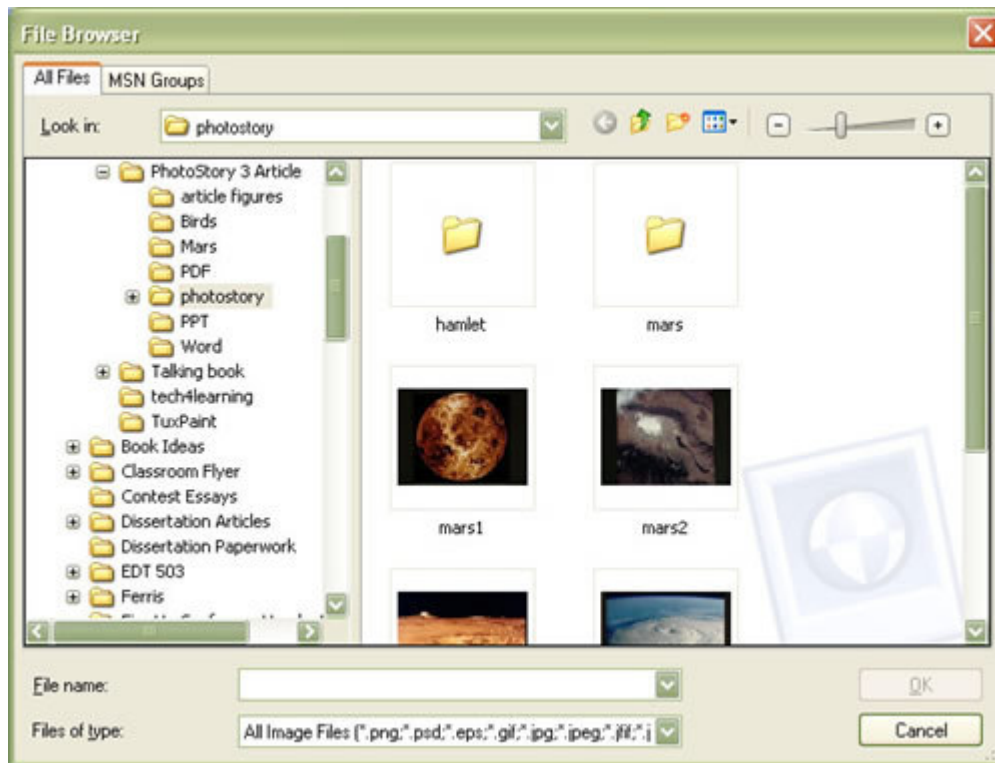 File Browser
All Files
MSN Groups
Look in:
photostory
PhotoStory 3 Article
article figures
Birds
Mars
PDF
photostory
PPT
Word
Talking book
tech4learning
TuxPaint
Book Ideas
Classroom Flyer
Contest Essays
Dissertation Articles
Dissertation Paperwork
EDT 503
Ferris
hamlet
mars
mars1
mars2
File name:
OK
Files of type:
All Image Files (*.png;*.psd;*.eps;*.gif;*.jpg;*.jpeg;*.jfif;*.j
Cancel